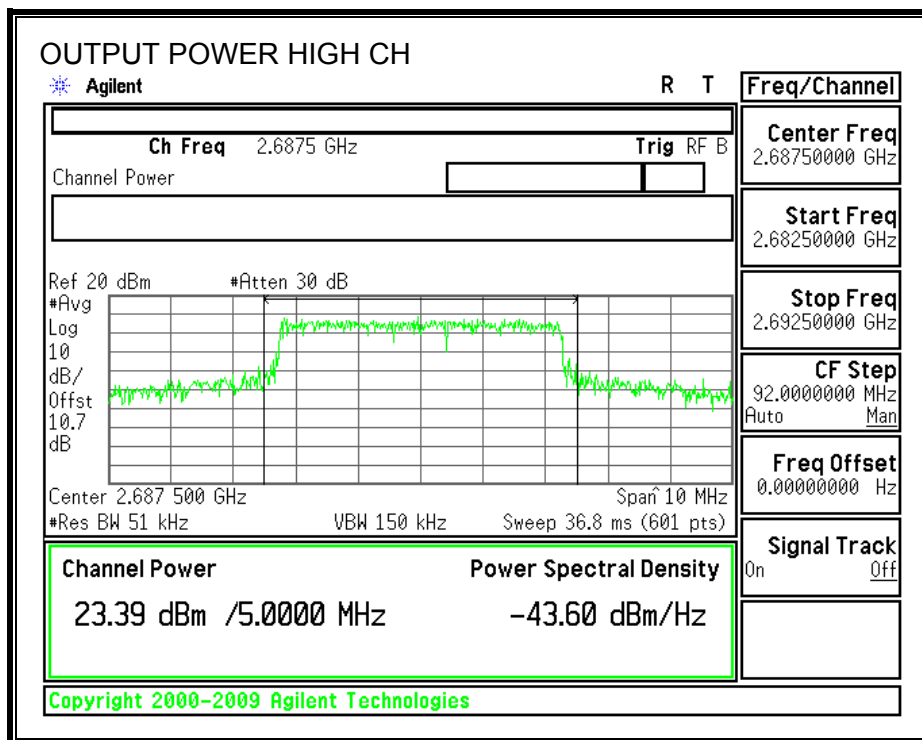 OUTPUT POWER HIGH CH
Agilent R T
Freq/Channel
Ch Freq 2.6875 GHz Trig RF B
Channel Power
Center Freq
2.68750000 GHz
Start Freq
2.68250000 GHz
Stop Freq
2.69250000 GHz
CF Step
92.0000000 MHz
Auto Man
Freq Offset
0.00000000 Hz
Signal Track
On Off
Ref 20 dBm #Atten 30 dB
#Avg
Log
10
dB/
Offst
10.7
dB
Center 2.687 500 GHz Span^10 MHz
#Res BW 51 kHz VBW 150 kHz Sweep 36.8 ms (601 pts)
Channel Power Power Spectral Density
23.39 dBm /5.0000 MHz -43.60 dBm/Hz
Copyright 2000-2009 Agilent Technologies